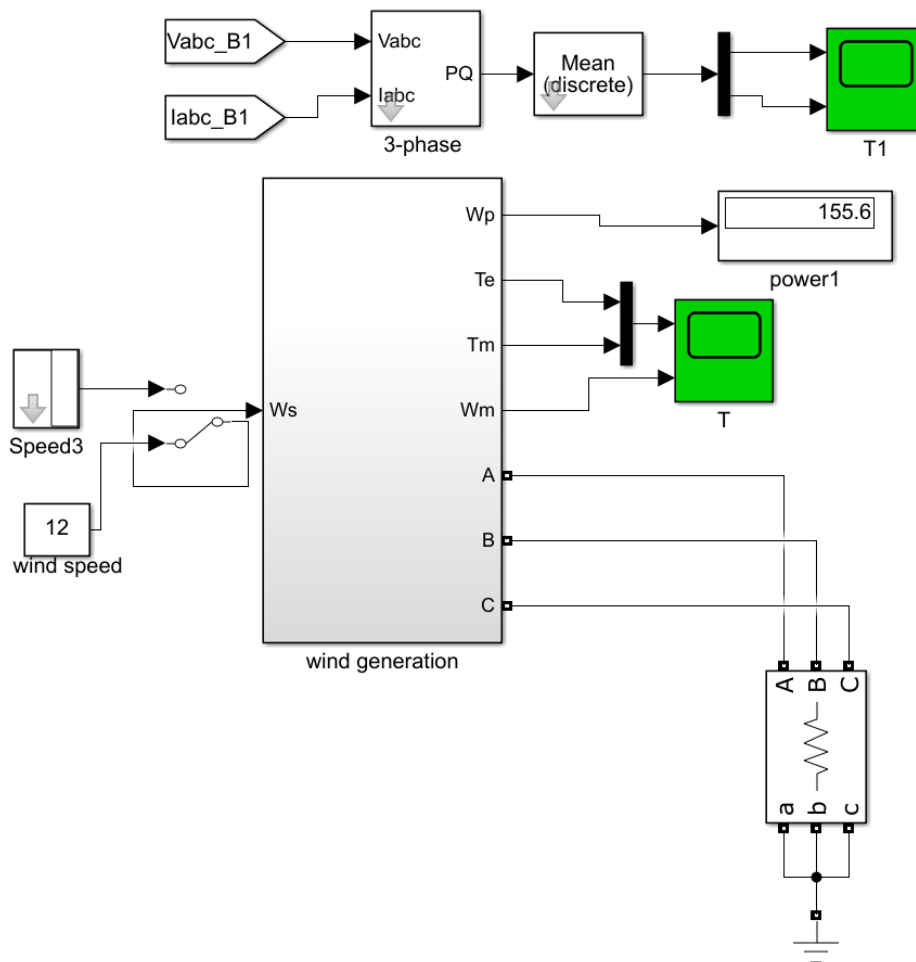 Vabc_B1
Iabc_B1
Vabc
Iabc
PQ
3-phase
Mean
(discrete)
T1
Wp
155.6
power1
Te
Tm
Wm
T
Ws
Speed3
12
wind speed
A
B
C
wind generation
A B C
a b c